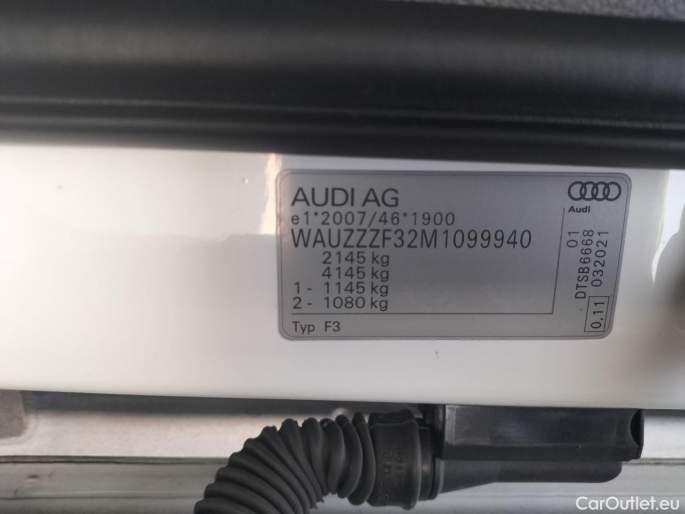 AUDI AG
Audi
e1*2007/46*1900
WAUZZZF32M1099940
2145 kg
4145 kg
1 - 1145 kg
2 - 1080 kg
Typ F3
DTSB6668 01
0.11 032021
CarOutlet.eu